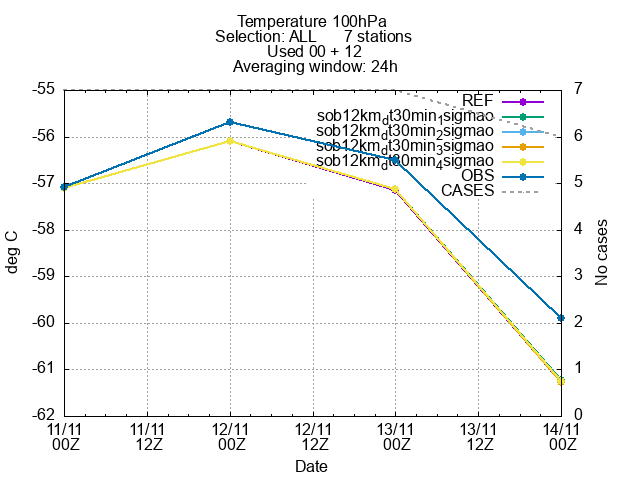 Temperature 100hPa
Selection: ALL 7 stations
Used 00 + 12
Averaging window: 24h
-55
-56
-57
-58
-59
-60
-61
-62
deg C
7
6
5
4
3
2
1
0
No cases
REF
sob12km_dt30min_1sigmao
sob12km_dt30min_2sigmao
sob12km_dt30min_3sigmao
sob12km_dt30min_4sigmao
OBS
CASES
11/11 11/11 12/11 12/11 13/11 13/11 14/11
00Z 12Z 00Z 12Z 00Z 12Z 00Z
Date